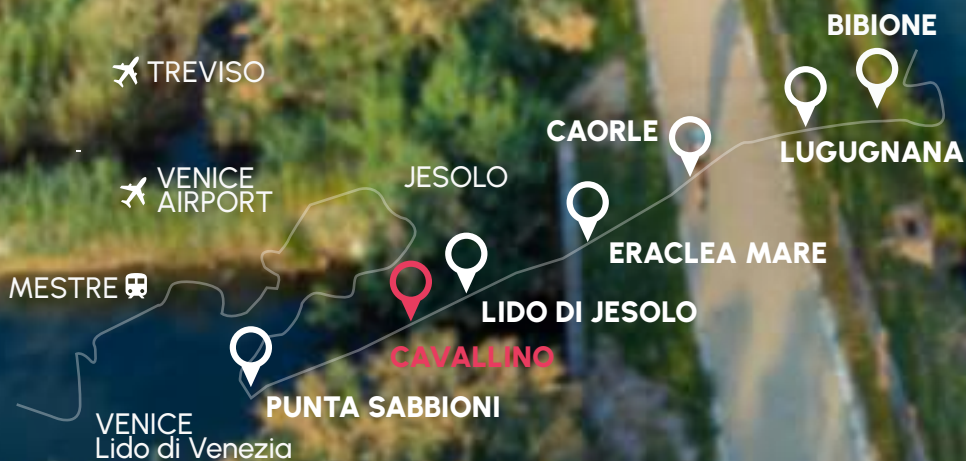 BIBIONE
TREVISO
CAORLE
LUGUGNANA
VENICE
AIRPORT
JESOLO
ERACLEA MARE
MESTRE
LIDO DI JESOLO
CAVALLINO
PUNTA SABBIONI
VENICE
Lido di Venezia